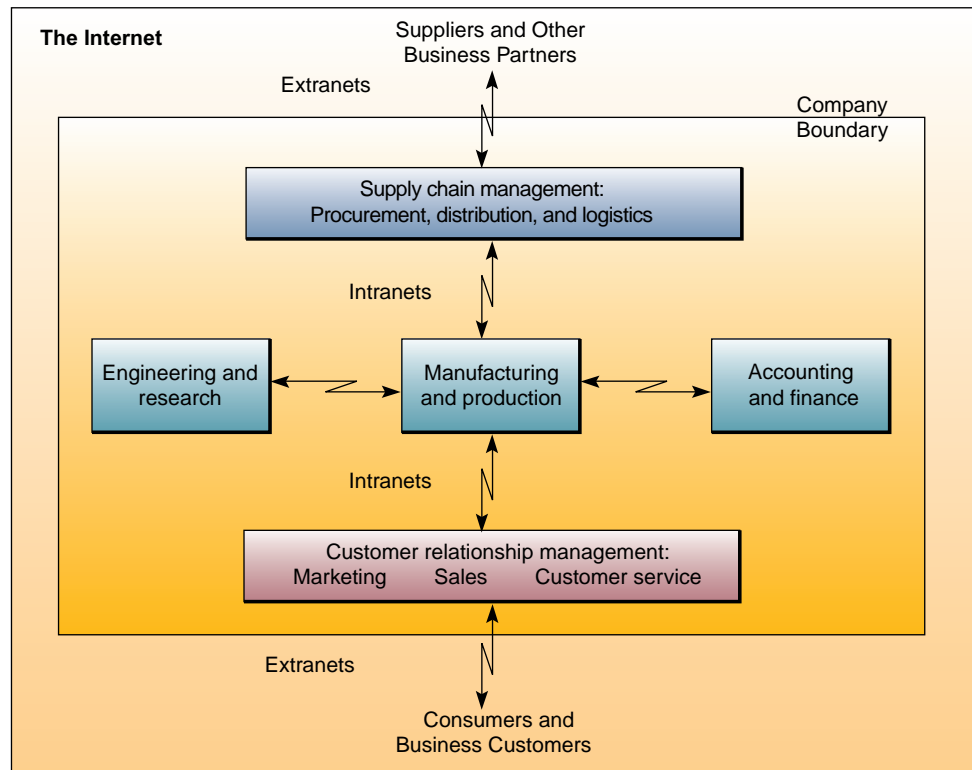 The Internet
Suppliers and Other
Business Partners
Extranets
Company
Boundary
Supply chain management:
Procurement, distribution, and logistics
Intranets
Engineering and
research
Manufacturing
and production
Accounting
and finance
Intranets
Customer relationship management:
Marketing Sales Customer service
Extranets
Consumers and
Business Customers